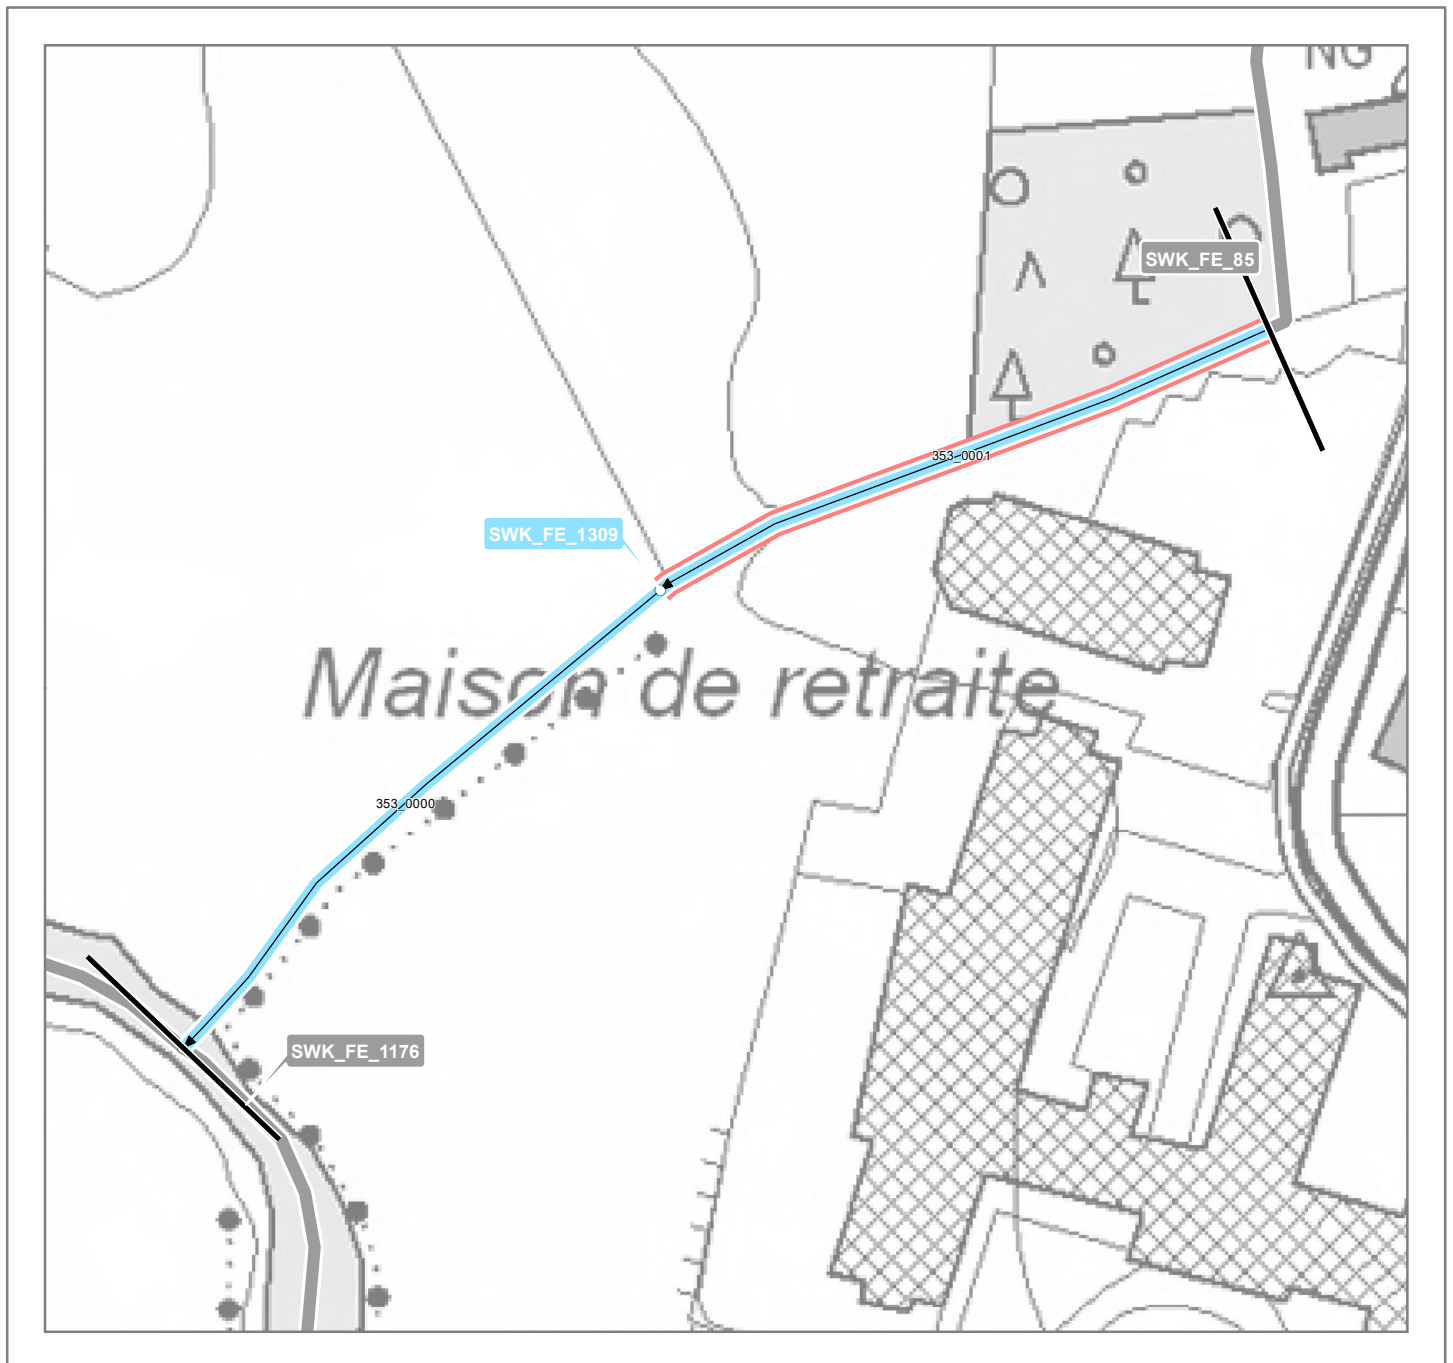 NG
SWK_FE_85
353_0001
SWK_FE_1309
Maison de retraite
353_0000
SWK_FE_1176